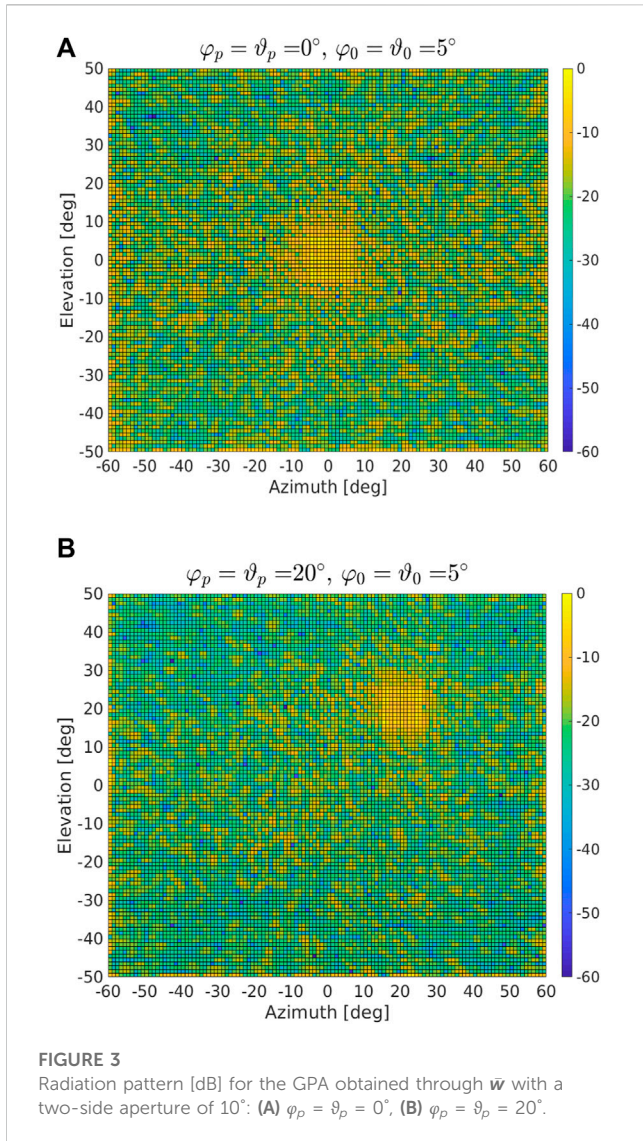 A
φp = ϑp =0°, φ0 = ϑ0 =5°
50
40
30
20
10
0
-10
-20
-30
-40
-50
Elevation [deg]
-60 -50 -40 -30 -20 -10 0 10 20 30 40 50 60
Azimuth [deg]
0
-10
-20
-30
-40
-50
-60
B
φp = ϑp =20°, φ0 = ϑ0 =5°
50
40
30
20
10
0
-10
-20
-30
-40
-50
Elevation [deg]
-60 -50 -40 -30 -20 -10 0 10 20 30 40 50 60
Azimuth [deg]
0
-10
-20
-30
-40
-50
-60
FIGURE 3
Radiation pattern [dB] for the GPA obtained through w̄ with a
two-side aperture of 10°: (A) φp = ϑp = 0°, (B) φp = ϑp = 20°.